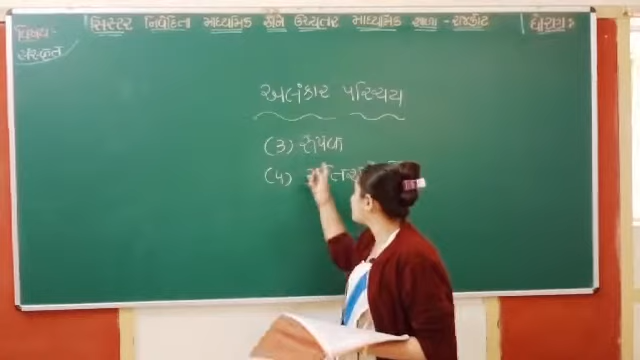 વિષય:
સંસ્કૃત
સિસ્ટર નિવેદિતા માધ્યમિક અને ઉચ્ચતર માધ્યમિક શાળા - રાજકોટ
ધોરણ:
અલંકાર પરિચય
(૩) રૂપક
(૫)